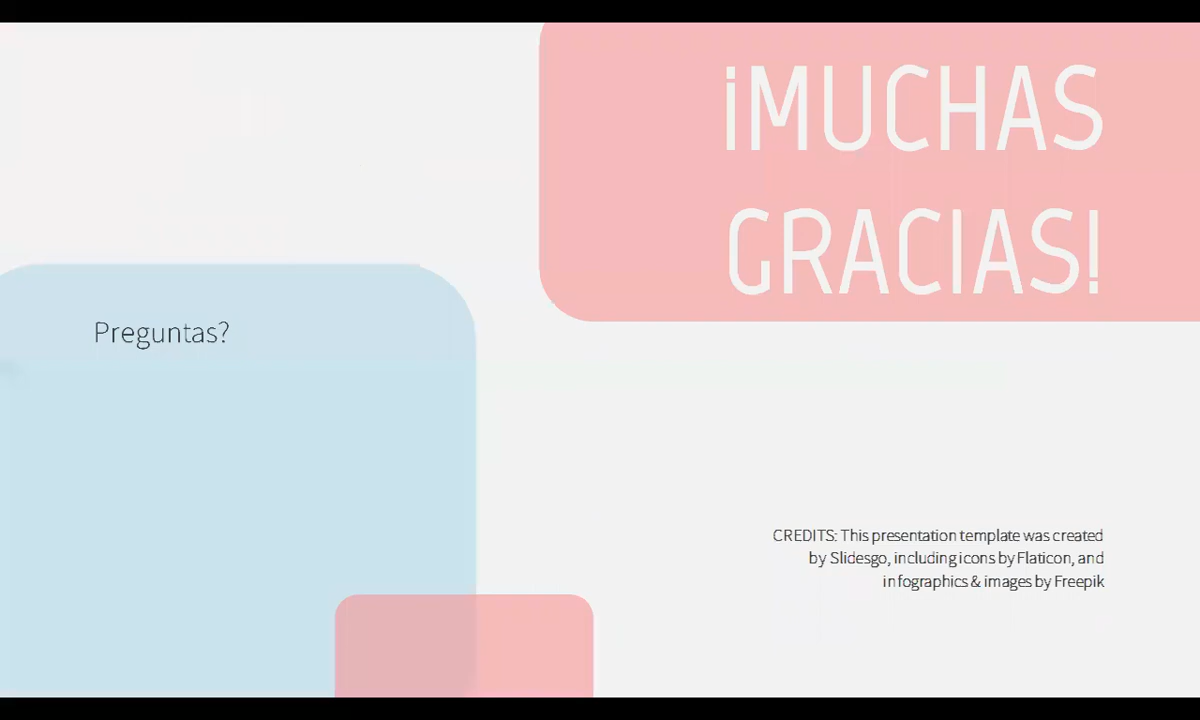 ¡MUCHAS
GRACIAS!
Preguntas?
CREDITS: This presentation template was created
by Slidesgo, including icons by Flaticon, and
infographics & images by Freepik